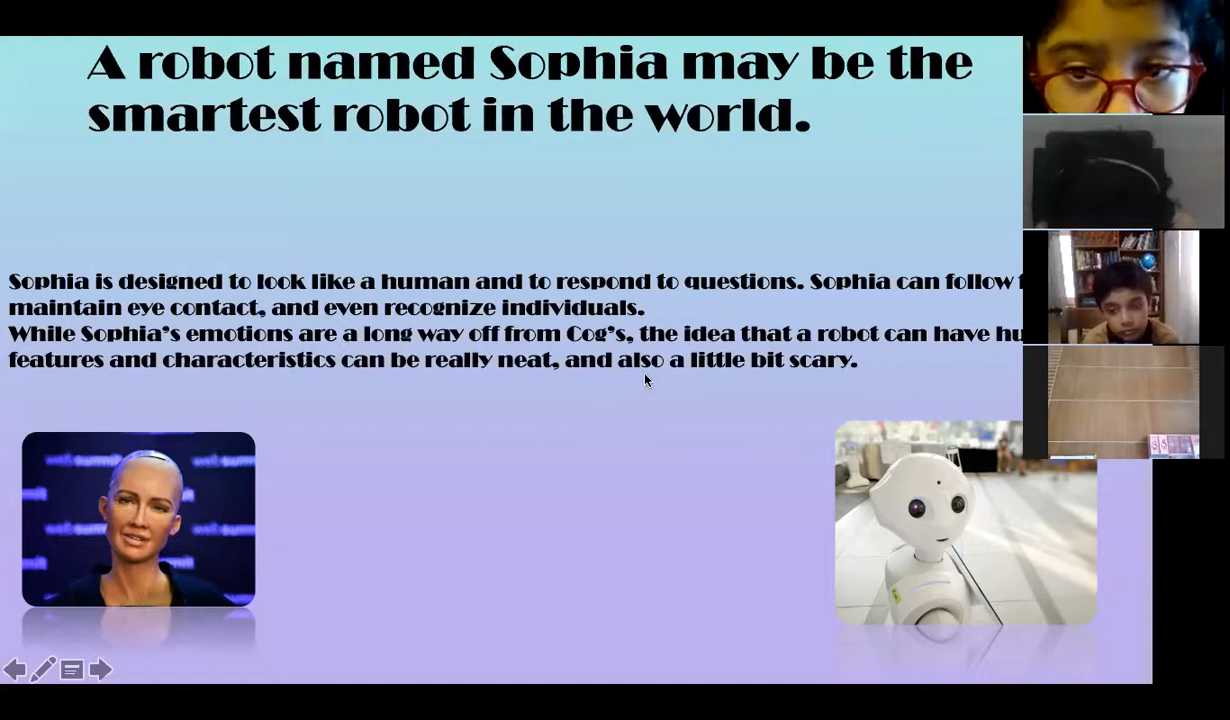 A robot named Sophia may be the
smartest robot in the world.
Sophia is designed to look like a human and to respond to questions. Sophia can follow
maintain eye contact, and even recognize individuals.
While Sophia's emotions are a long way off from Cog's, the idea that a robot can have
features and characteristics can be really neat, and also a little bit scary.
web summit